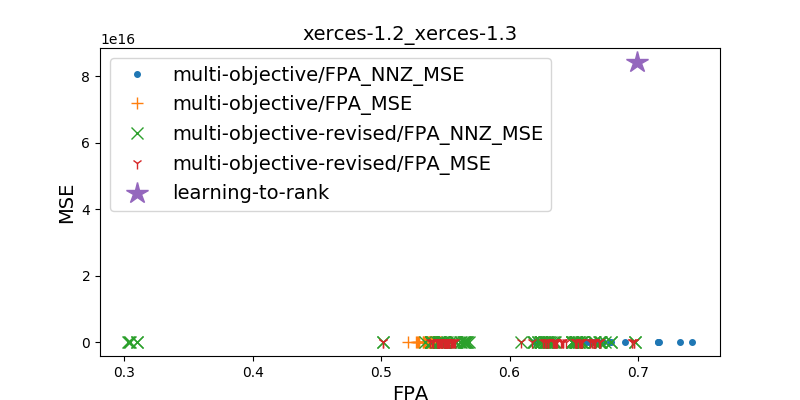 xerces-1.2_xerces-1.3
1e16
8
6
4
2
0
MSE
multi-objective/FPA_NNZ_MSE
multi-objective/FPA_MSE
multi-objective-revised/FPA_NNZ_MSE
multi-objective-revised/FPA_MSE
learning-to-rank
0.3 0.4 0.5 0.6 0.7
FPA